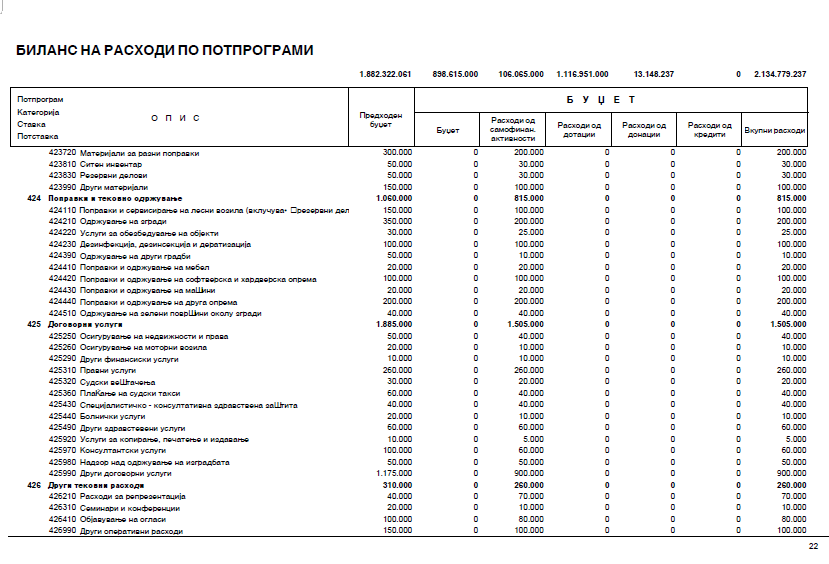 БИЛАНС НА РАСХОДИ ПО ПОТПРОГРАМИ
1.882.322.061 898.615.000 106.065.000 1.116.951.000 13.148.237 0 2.134.779.237
Потпрограм
Категорија
Ставка
Потставка
О П И С
Предходен буџет
Б У Џ Е Т
Буџет
Расходи од самофинан. активности
Расходи од дотации
Расходи од донации
Расходи од кредити
Вкупни расходи
423720 Материјали за разни поправки 300.000 0 200.000 0 0 0 200.000
423810 Ситен инвентар 50.000 0 30.000 0 0 0 30.000
423830 Резервни делови 50.000 0 30.000 0 0 0 30.000
423990 Други материјали 150.000 0 100.000 0 0 0 100.000
424 Поправки и тековно одржување 1.060.000 0 815.000 0 0 0 815.000
424110 Поправки и сервисирање на лесни возила (вклучува• □резервни дел 150.000 0 100.000 0 0 0 100.000
424210 Одржување на згради 350.000 0 200.000 0 0 0 200.000
424220 Услуги за обезбедување на објекти 30.000 0 25.000 0 0 0 25.000
424230 Дезинфекција, дезинсекција и дератизација 100.000 0 100.000 0 0 0 100.000
424390 Одржување на други градби 50.000 0 10.000 0 0 0 10.000
424410 Поправки и одржување на мебел 20.000 0 20.000 0 0 0 20.000
424420 Поправки и одржување на софтверска и хардверска опрема 100.000 0 100.000 0 0 0 100.000
424430 Поправки и одржување на маШини 20.000 0 20.000 0 0 0 20.000
424440 Поправки и одржување на друга опрема 200.000 0 200.000 0 0 0 200.000
424510 Одржување на зелени поврШини околу згради 40.000 0 40.000 0 0 0 40.000
425 Договорни услуги 1.885.000 0 1.505.000 0 0 0 1.505.000
425250 Осигурување на недвижности и права 50.000 0 40.000 0 0 0 40.000
425260 Осигурување на моторни возила 20.000 0 10.000 0 0 0 10.000
425290 Други финансиски услуги 10.000 0 10.000 0 0 0 10.000
425310 Правни услуги 260.000 0 260.000 0 0 0 260.000
425320 Судски веШтачења 30.000 0 20.000 0 0 0 20.000
425360 ПлаЌање на судски такси 60.000 0 40.000 0 0 0 40.000
425430 Специјалистичко - консултативна здравствена заШтита 40.000 0 40.000 0 0 0 40.000
425440 Болнички услуги 20.000 0 10.000 0 0 0 10.000
425490 Други здравстевени услуги 60.000 0 60.000 0 0 0 60.000
425920 Услуги за копирање, печатење и издавање 10.000 0 5.000 0 0 0 5.000
425970 Консултантски услуги 100.000 0 60.000 0 0 0 60.000
425980 Надзор над одржување на изградбата 50.000 0 50.000 0 0 0 50.000
425990 Други договорни услуги 1.175.000 0 900.000 0 0 0 900.000
426 Други тековни расходи 310.000 0 260.000 0 0 0 260.000
426210 Расходи за репрезентација 40.000 0 70.000 0 0 0 70.000
426310 Семинари и конференции 20.000 0 10.000 0 0 0 10.000
426410 Објавување на огласи 100.000 0 80.000 0 0 0 80.000
426990 Други оперативни расходи 150.000 0 100.000 0 0 0 100.000
22